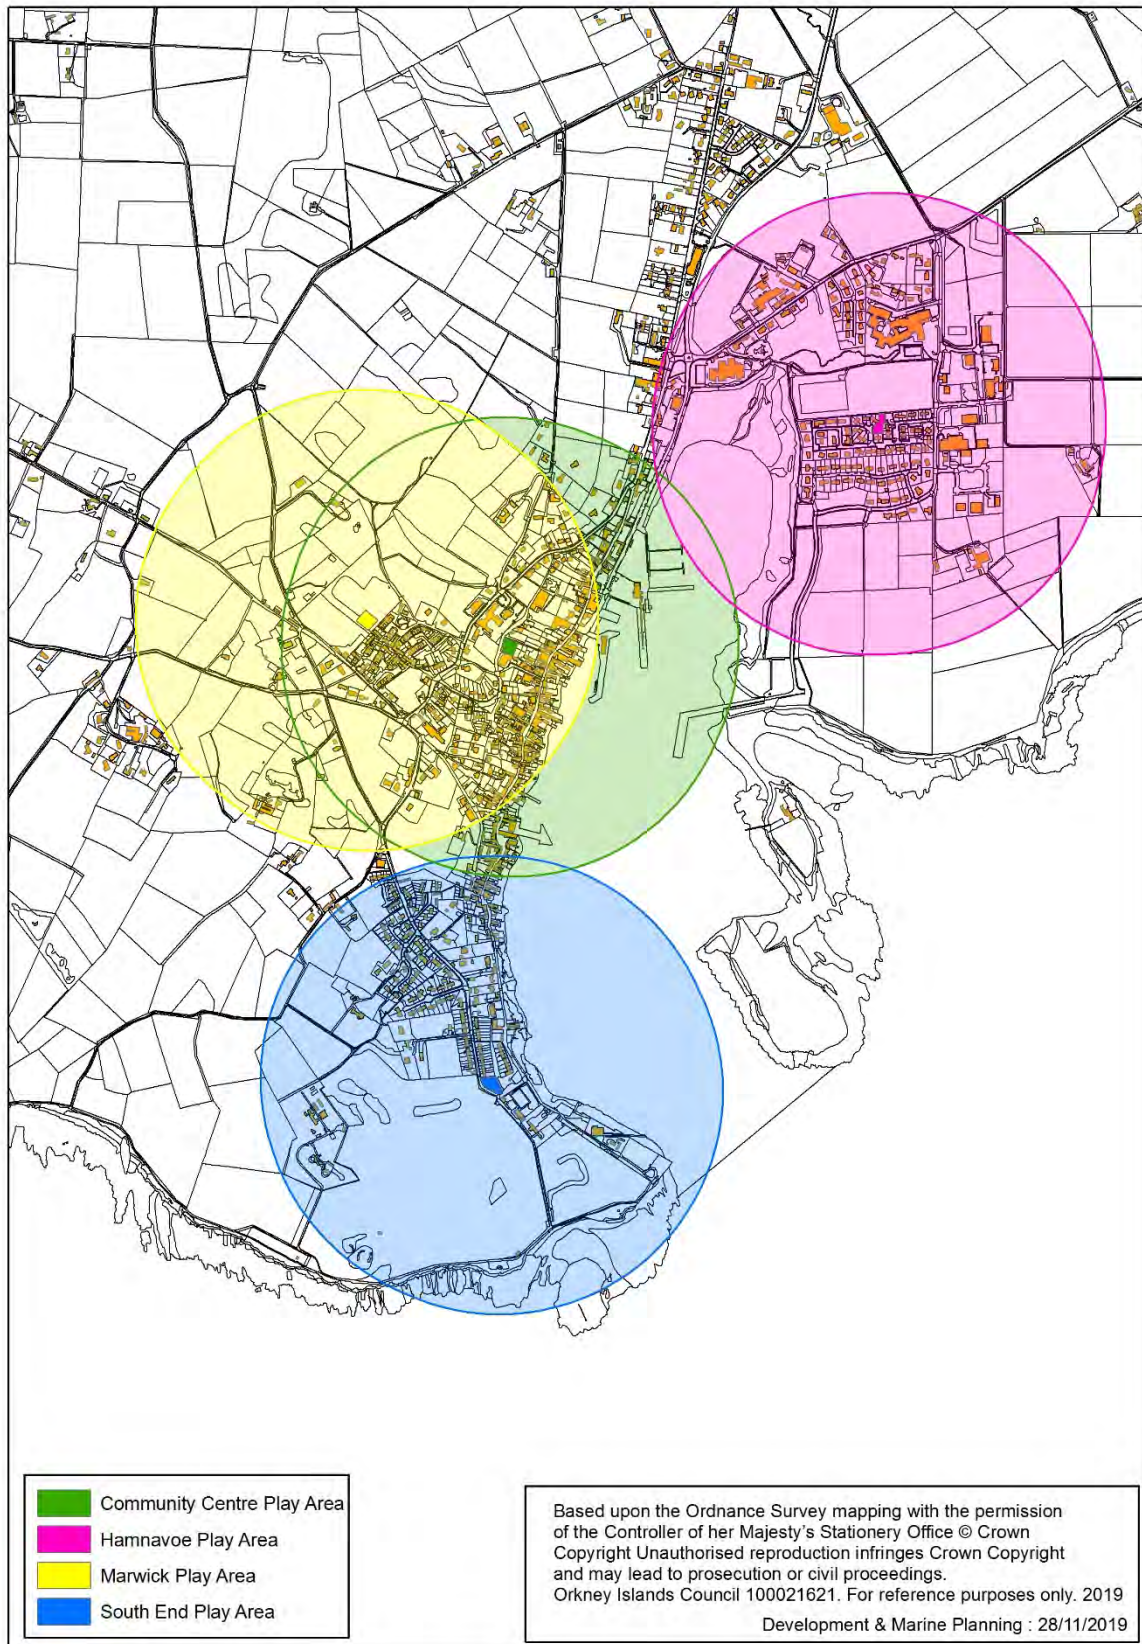 Community Centre Play Area
Hamnavoe Play Area
Marwick Play Area
South End Play Area
Based upon the Ordnance Survey mapping with the permission
of the Controller of her Majesty's Stationery Office © Crown
Copyright Unauthorised reproduction infringes Crown Copyright
and may lead to prosecution or civil proceedings.
Orkney Islands Council 100021621. For reference purposes only. 2019
Development & Marine Planning : 28/11/2019